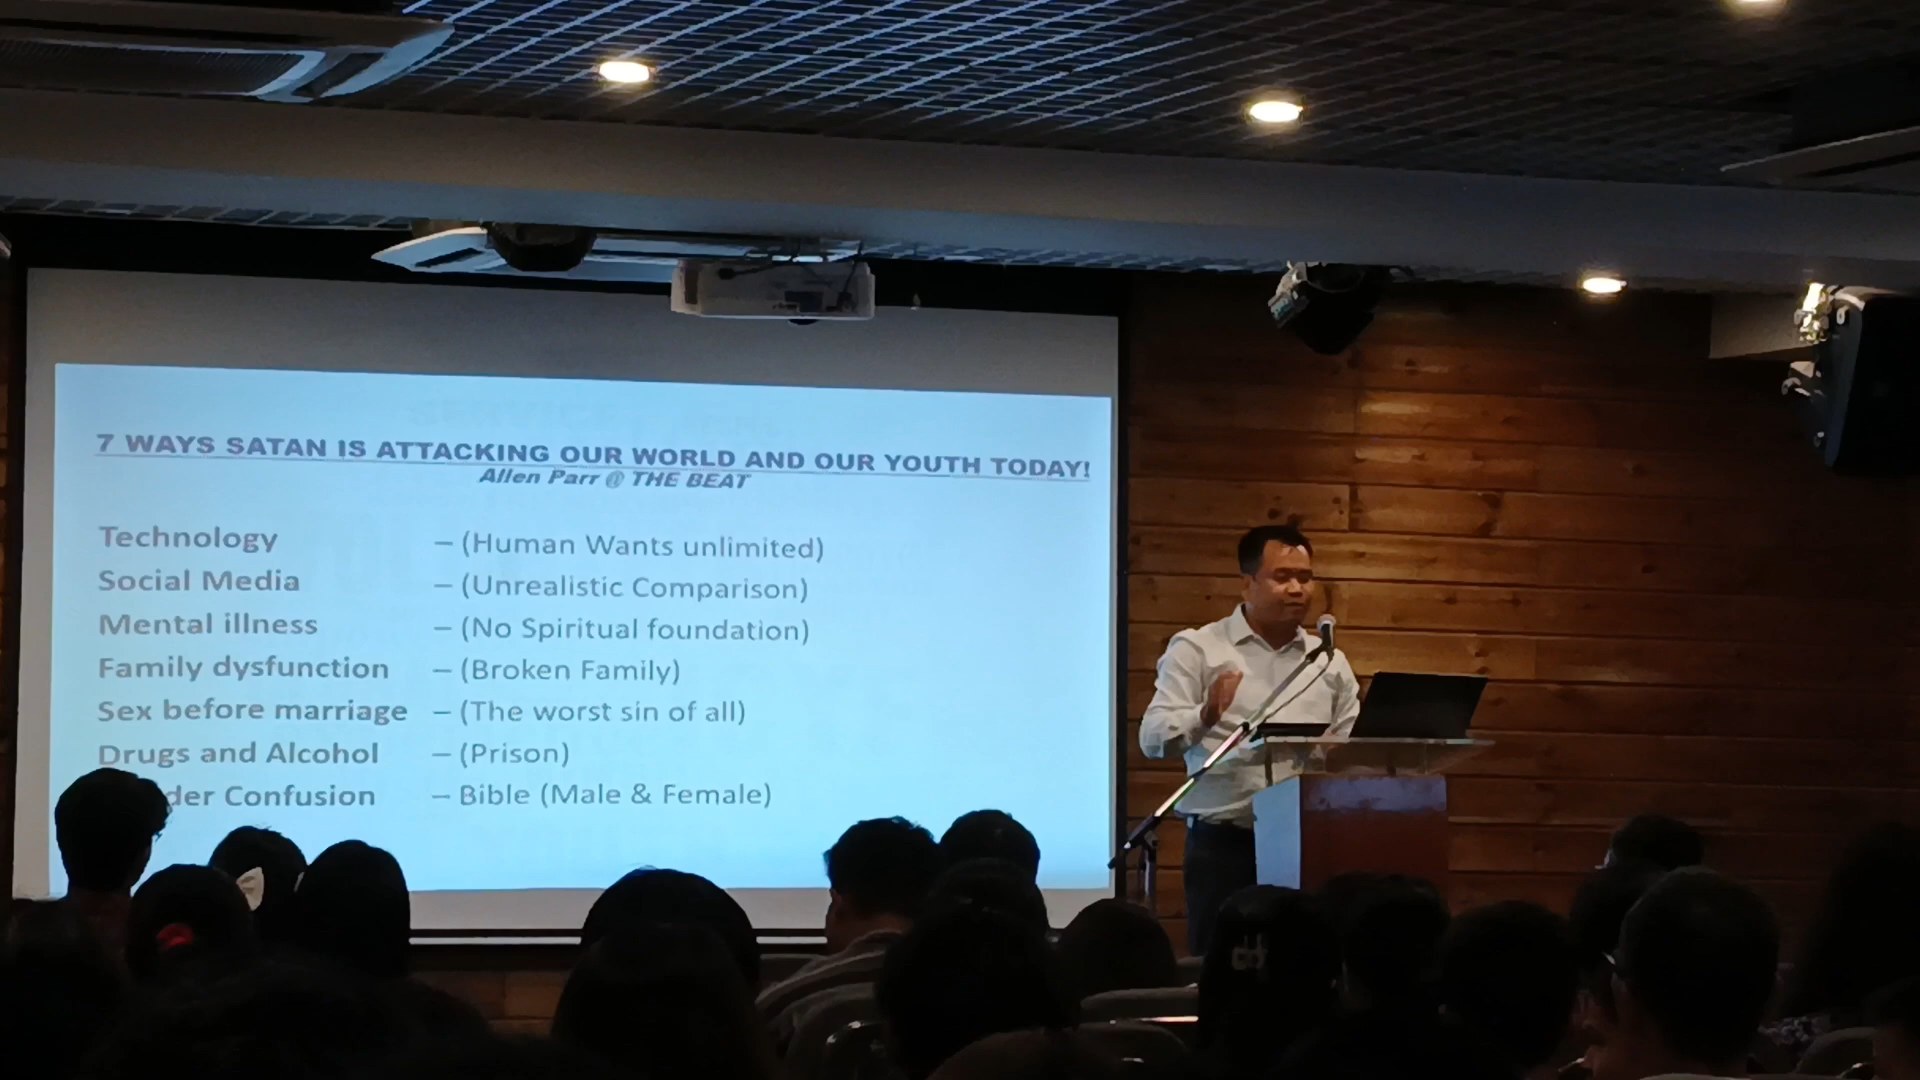 7 WAYS SATAN IS ATTACKING OUR WORLD AND OUR YOUTH TODAY!
Allen Parr @ THE BEAT
Technology – (Human Wants unlimited)
Social Media – (Unrealistic Comparison)
Mental illness – (No Spiritual foundation)
Family dysfunction – (Broken Family)
Sex before marriage – (The worst sin of all)
Drugs and Alcohol – (Prison)
der Confusion – Bible (Male & Female)